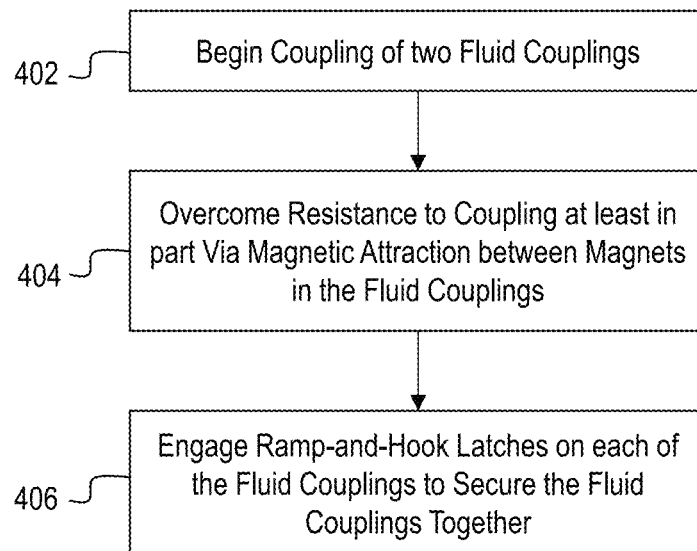 402
Begin Coupling of two Fluid Couplings
404
Overcome Resistance to Coupling at least in
part Via Magnetic Attraction between Magnets
in the Fluid Couplings
406
Engage Ramp-and-Hook Latches on each of
the Fluid Couplings to Secure the Fluid
Couplings Together